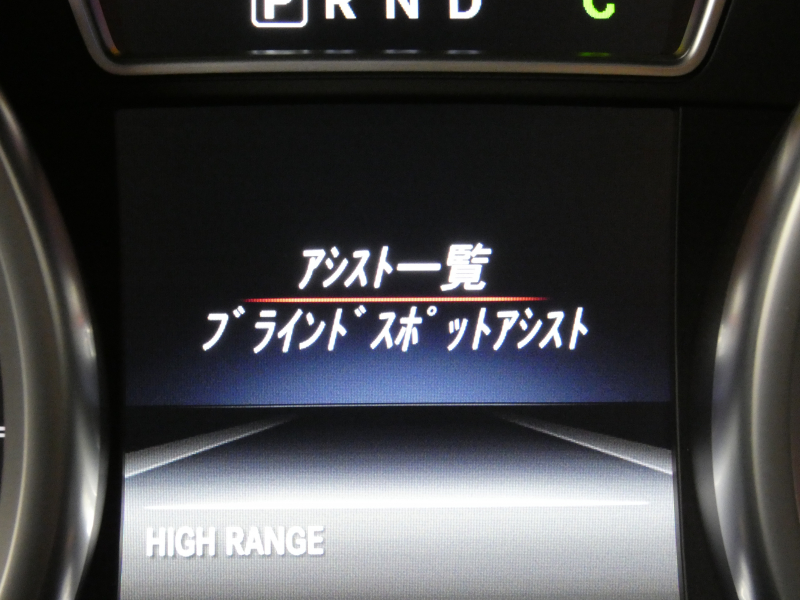 P R N D C
ｱｼｽﾄ一覧
ﾌﾞﾗｲﾝﾄﾞｽﾎﾟｯﾄｱｼｽﾄ
HIGH RANGE